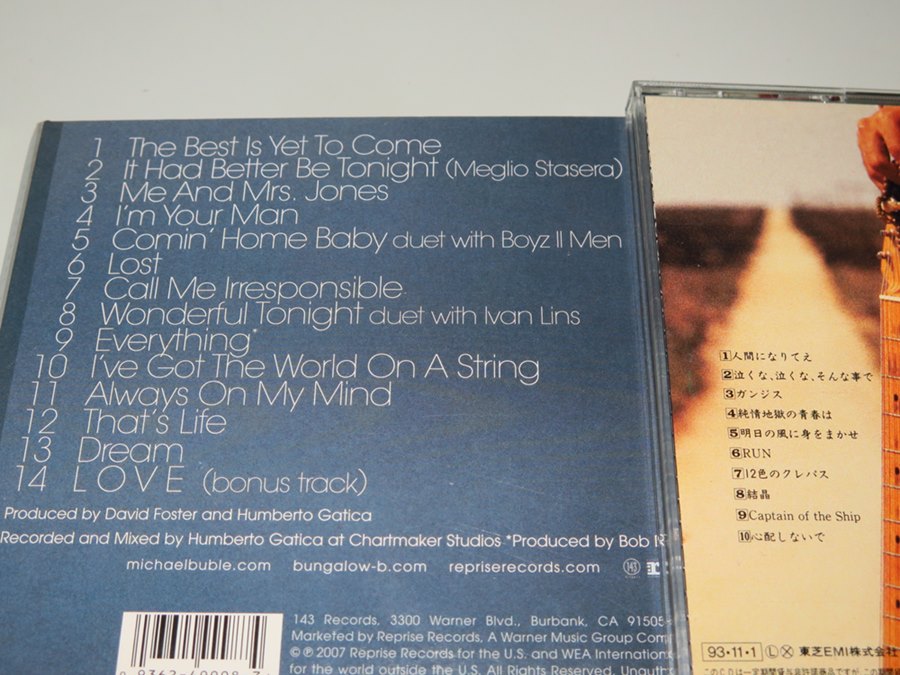 1 The Best Is Yet To Come
2 It Had Better Be Tonight (Meglio Stasera)
3 Me And Mrs. Jones
4 I'm Your Man
5 Comin' Home Baby duet with Boyz II Men
6 Lost
7 Call Me Irresponsible
8 Wonderful Tonight duet with Ivan Lins
9 Everything*
10 I've Got The World On A String
11 Always On My Mind
12 That's Life
13 Dream
14 L O V E (bonus track)
Produced by David Foster and Humberto Gatica
Recorded and Mixed by Humberto Gatica at Chartmaker Studios *Produced by Bob
michaelbuble.com bungalow-b.com repriserecords.com 143
143 Records, 3300 Warner Blvd., Burbank, CA 91505
Marketed by Reprise Records, A Warner Music Group
© ℗ 2007 Reprise Records for the U.S. and WEA
for the world outside the U.S. All Rights Reserved.
1 人間になりてえ
2 泣くな、泣くな、そんな事で
3 ガンジス
4 純情地獄の青春は
5 明日の風に身をまかせ
6 RUN
7 12色のクレパス
8 結晶
9 Captain of the Ship
10 心配しないで
93・11・1 Ⓛ Ⓧ 東芝EMI株式会社